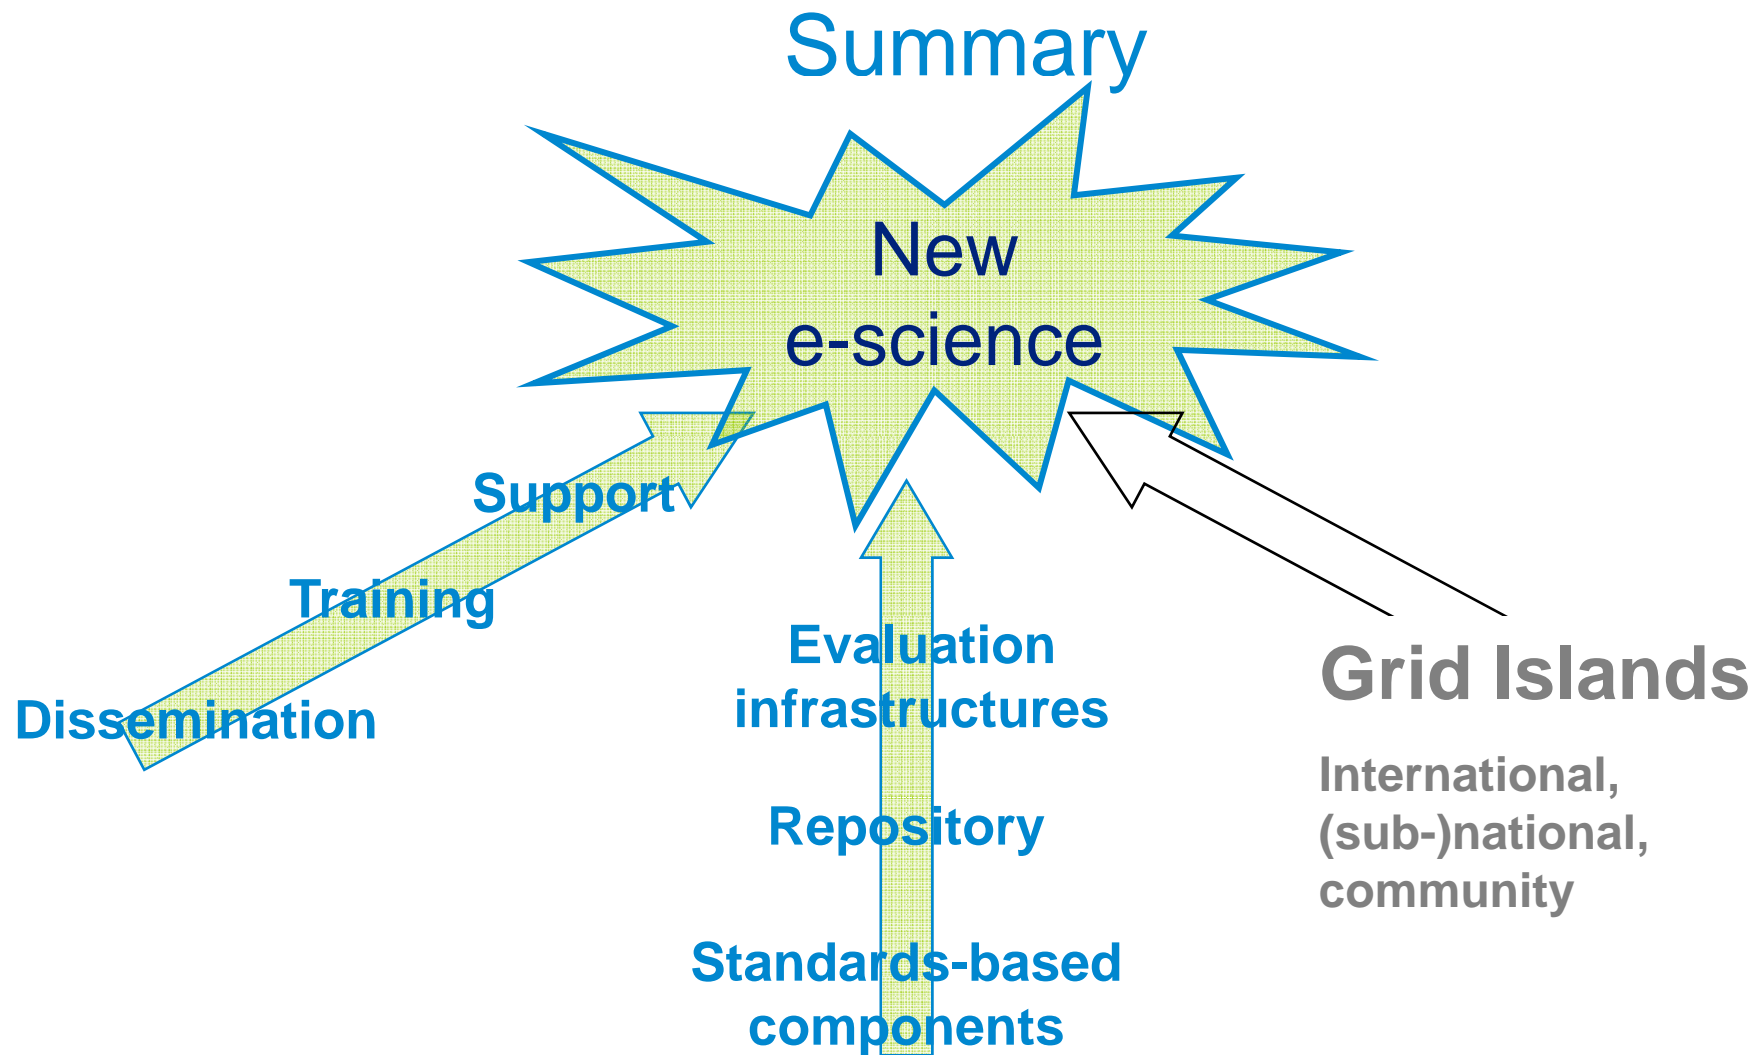 Summary
New
e-science
Support
Training
Dissemination
Evaluation
infrastructures
Repository
Standards-based
components
Grid Islands
International,
(sub-)national,
community